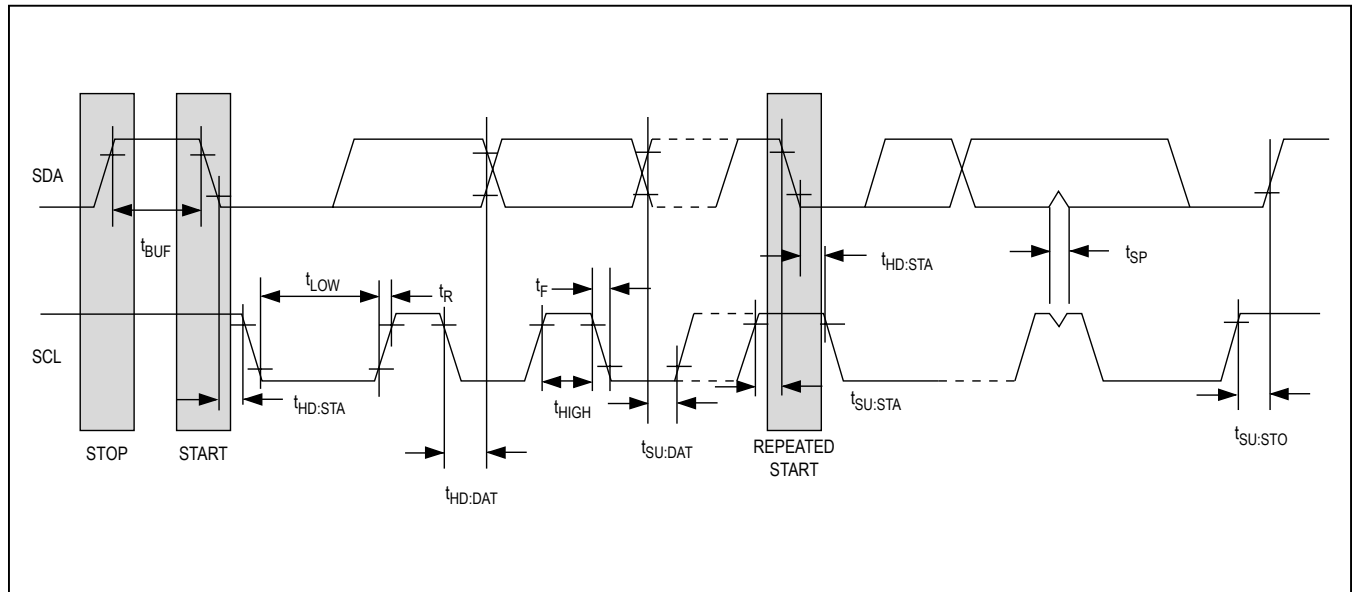 SDA
tBUF
tHD:STA
tSP
tLOW
tR
tF
SCL
tHD:STA
tHIGH
tSU:STA
tSU:DAT
tSU:STO
STOP
START
REPEATED
START
tHD:DAT